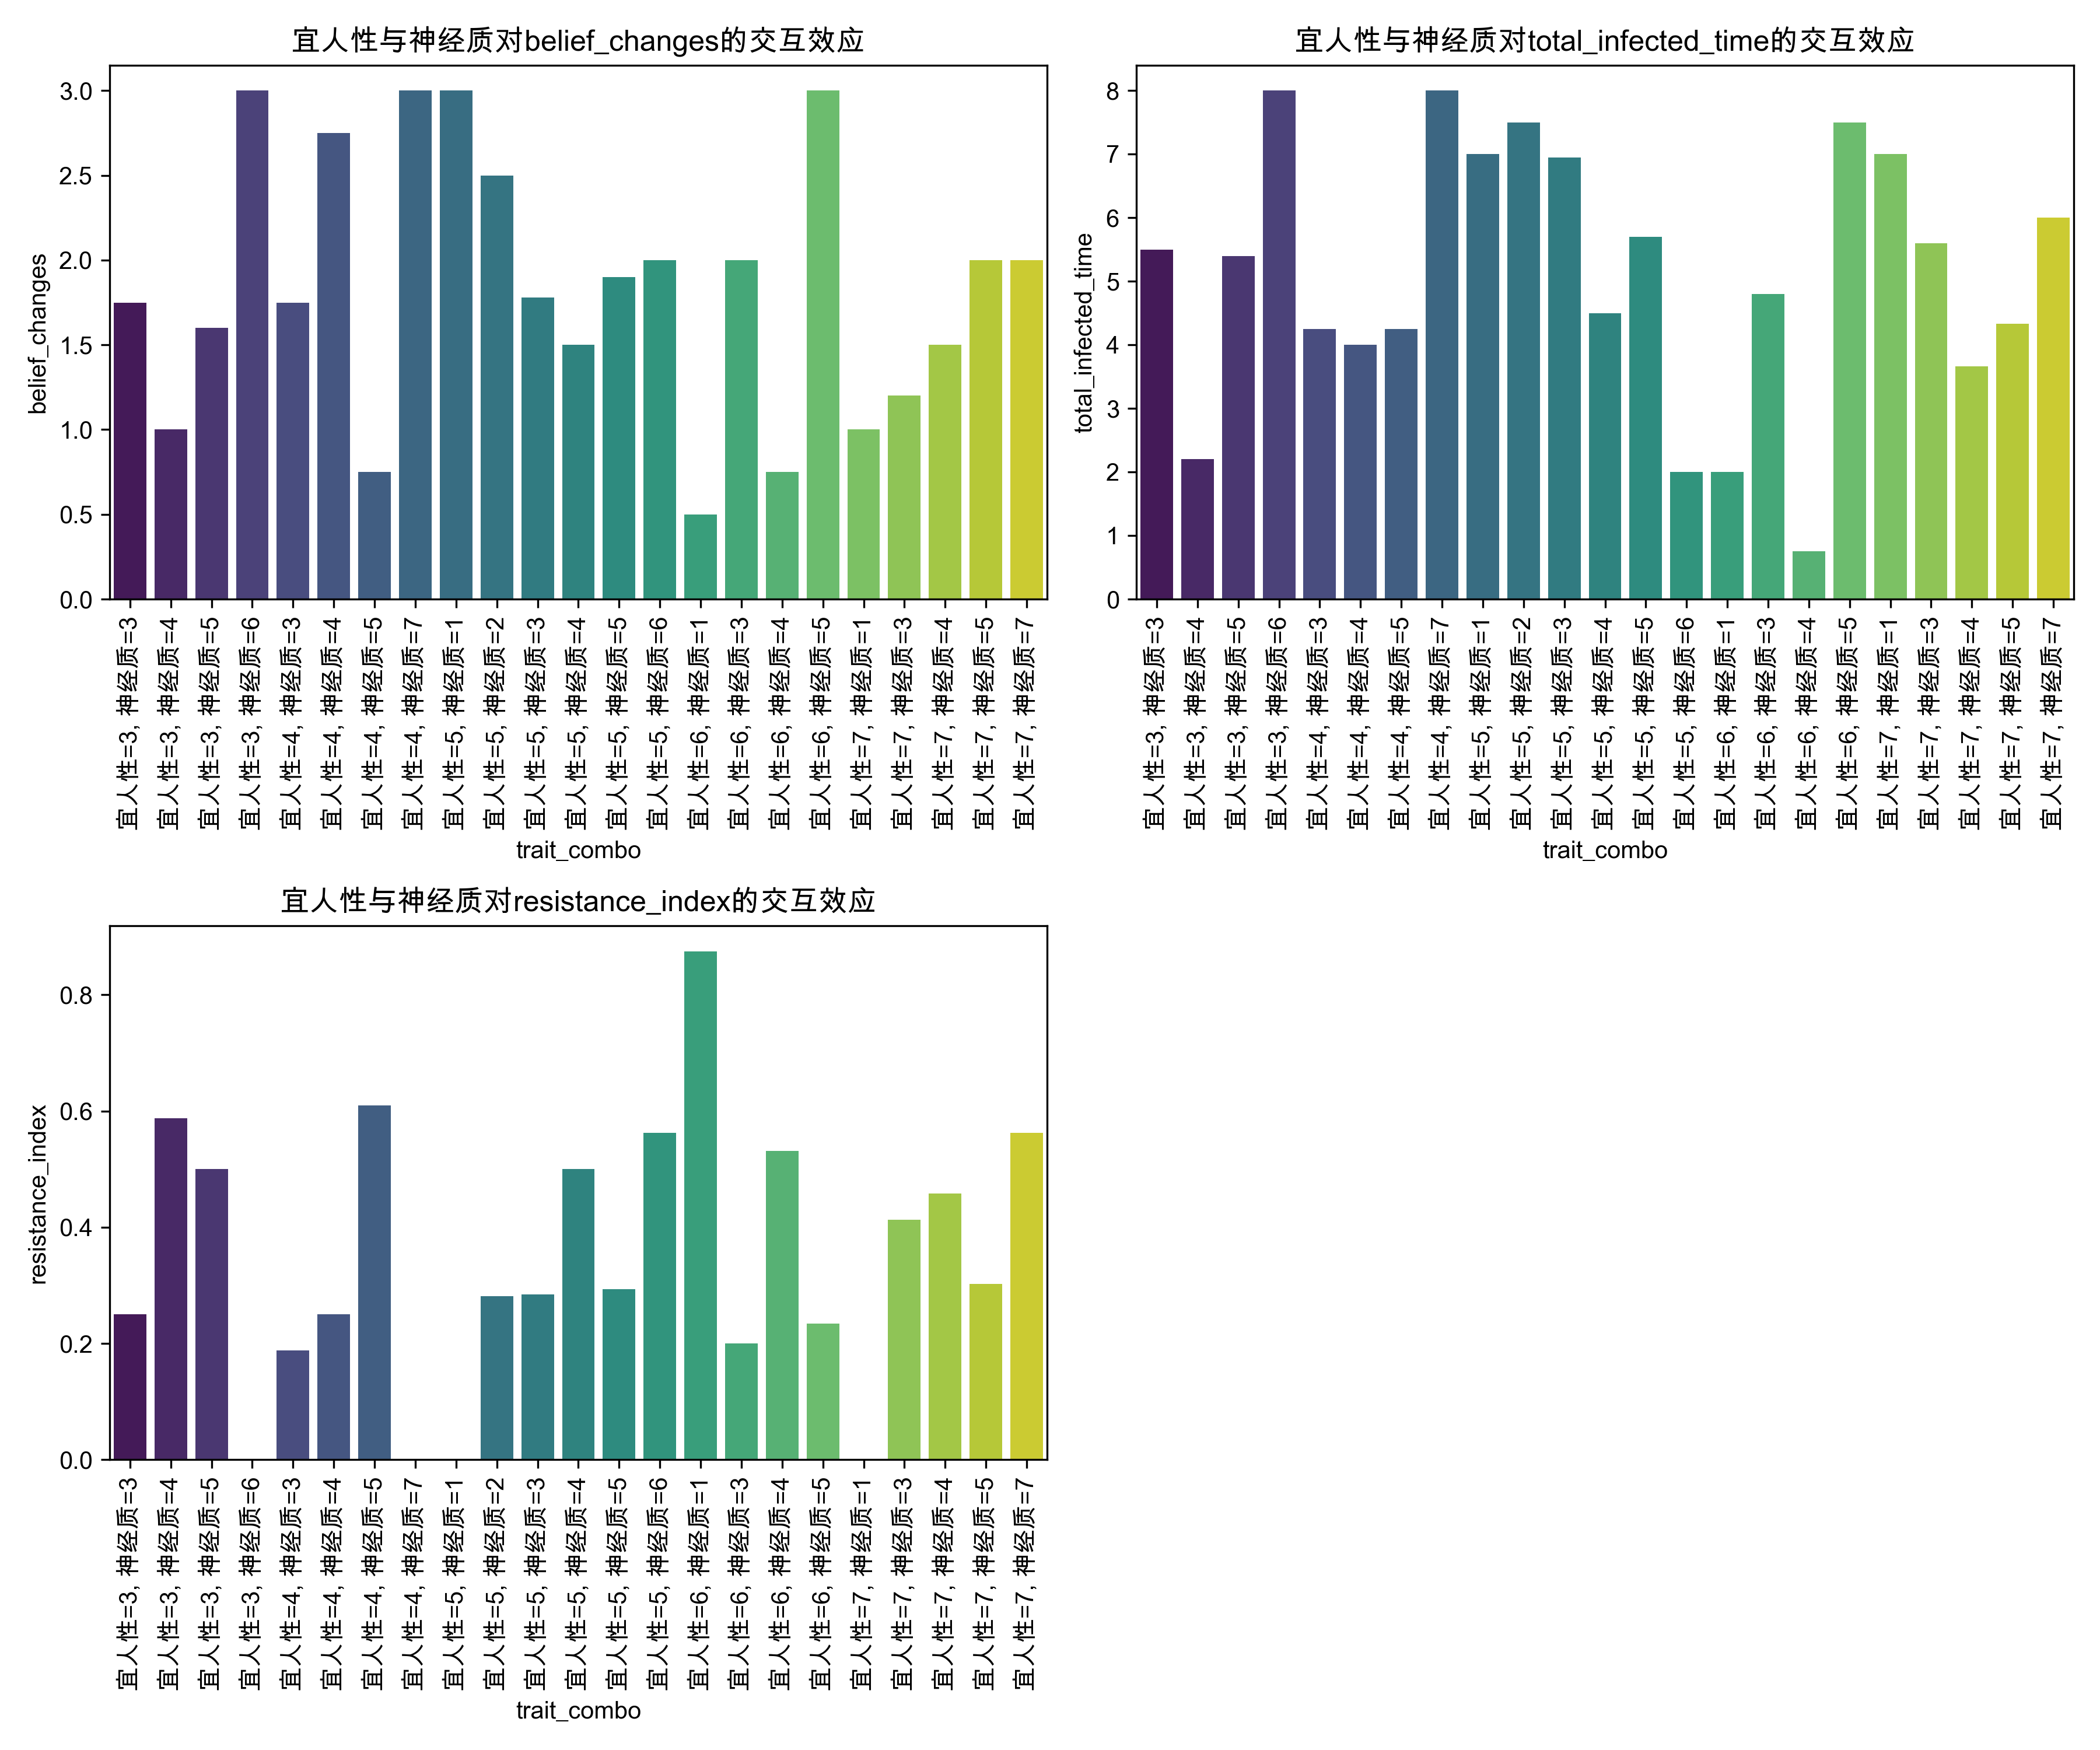 宜人性与神经质对belief_changes的交互效应
belief_changes
3.0
2.5
2.0
1.5
1.0
0.5
0.0
宜人性=3, 神经质=3
宜人性=3, 神经质=4
宜人性=3, 神经质=5
宜人性=3, 神经质=6
宜人性=4, 神经质=3
宜人性=4, 神经质=4
宜人性=4, 神经质=5
宜人性=4, 神经质=7
宜人性=5, 神经质=1
宜人性=5, 神经质=2
宜人性=5, 神经质=3
宜人性=5, 神经质=4
宜人性=5, 神经质=5
宜人性=5, 神经质=6
宜人性=6, 神经质=1
宜人性=6, 神经质=3
宜人性=6, 神经质=4
宜人性=6, 神经质=5
宜人性=7, 神经质=1
宜人性=7, 神经质=3
宜人性=7, 神经质=4
宜人性=7, 神经质=5
宜人性=7, 神经质=7
trait_combo
宜人性与神经质对total_infected_time的交互效应
total_infected_time
8
7
6
5
4
3
2
1
0
宜人性=3, 神经质=3
宜人性=3, 神经质=4
宜人性=3, 神经质=5
宜人性=3, 神经质=6
宜人性=4, 神经质=3
宜人性=4, 神经质=4
宜人性=4, 神经质=5
宜人性=4, 神经质=7
宜人性=5, 神经质=1
宜人性=5, 神经质=2
宜人性=5, 神经质=3
宜人性=5, 神经质=4
宜人性=5, 神经质=5
宜人性=5, 神经质=6
宜人性=6, 神经质=1
宜人性=6, 神经质=3
宜人性=6, 神经质=4
宜人性=6, 神经质=5
宜人性=7, 神经质=1
宜人性=7, 神经质=3
宜人性=7, 神经质=4
宜人性=7, 神经质=5
宜人性=7, 神经质=7
trait_combo
宜人性与神经质对resistance_index的交互效应
resistance_index
0.8
0.6
0.4
0.2
0.0
宜人性=3, 神经质=3
宜人性=3, 神经质=4
宜人性=3, 神经质=5
宜人性=3, 神经质=6
宜人性=4, 神经质=3
宜人性=4, 神经质=4
宜人性=4, 神经质=5
宜人性=4, 神经质=7
宜人性=5, 神经质=1
宜人性=5, 神经质=2
宜人性=5, 神经质=3
宜人性=5, 神经质=4
宜人性=5, 神经质=5
宜人性=5, 神经质=6
宜人性=6, 神经质=1
宜人性=6, 神经质=3
宜人性=6, 神经质=4
宜人性=6, 神经质=5
宜人性=7, 神经质=1
宜人性=7, 神经质=3
宜人性=7, 神经质=4
宜人性=7, 神经质=5
宜人性=7, 神经质=7
trait_combo